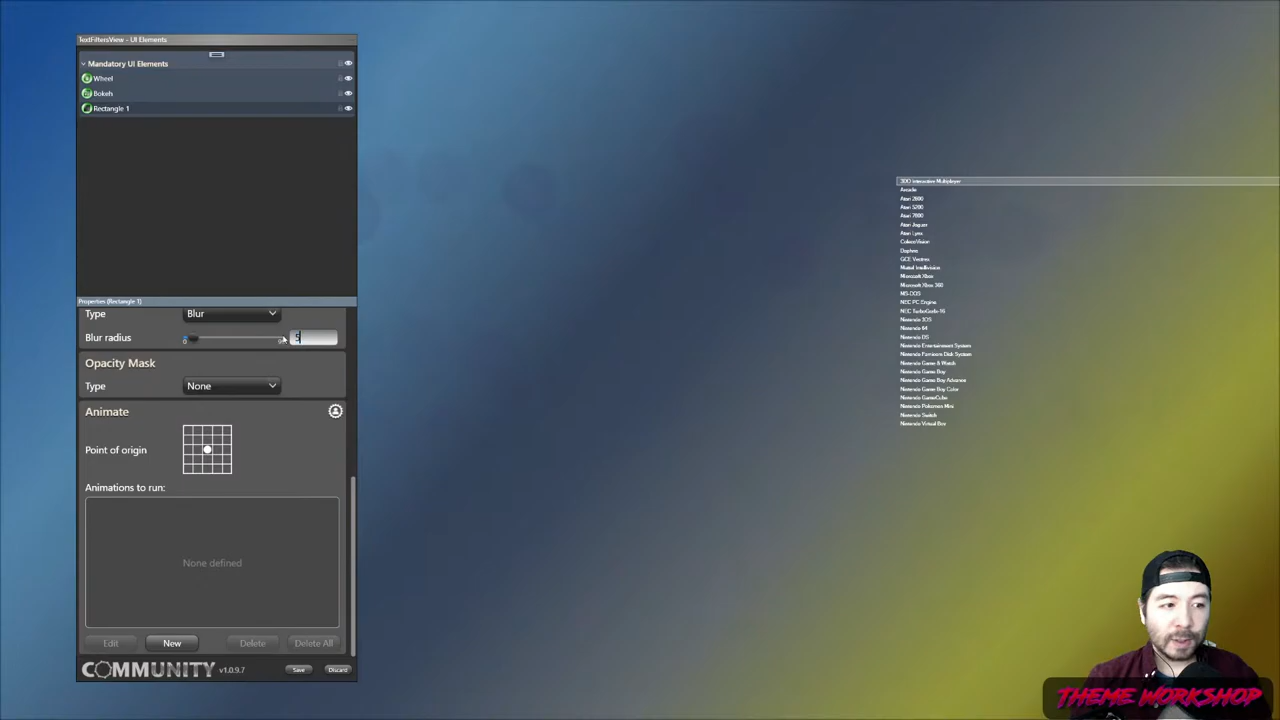 TextFiltersView - UI Elements
Mandatory UI Elements
Wheel
Bokeh
Rectangle 1
Properties (Rectangle 1)
Type
Blur
Blur radius
5
Opacity Mask
Type
None
Animate
Point of origin
Animations to run:
None defined
Edit
New
Delete
Delete All
COMMUNITY v1.0.9.7
Save
Discard
3DO Interactive Multiplayer
Arcade
Atari 2600
Atari 5200
Atari 7800
Atari Jaguar
Atari Lynx
ColecoVision
Daphne
GCE Vectrex
Mattel Intellivision
Microsoft Xbox
Microsoft Xbox 360
MS-DOS
NEC PC Engine
NEC TurboGrafx-16
Nintendo 3DS
Nintendo 64
Nintendo DS
Nintendo Entertainment System
Nintendo Famicom Disk System
Nintendo Game & Watch
Nintendo Game Boy
Nintendo Game Boy Advance
Nintendo Game Boy Color
Nintendo GameCube
Nintendo Pokemon Mini
Nintendo Switch
Nintendo Virtual Boy
THEME WORKSHOP